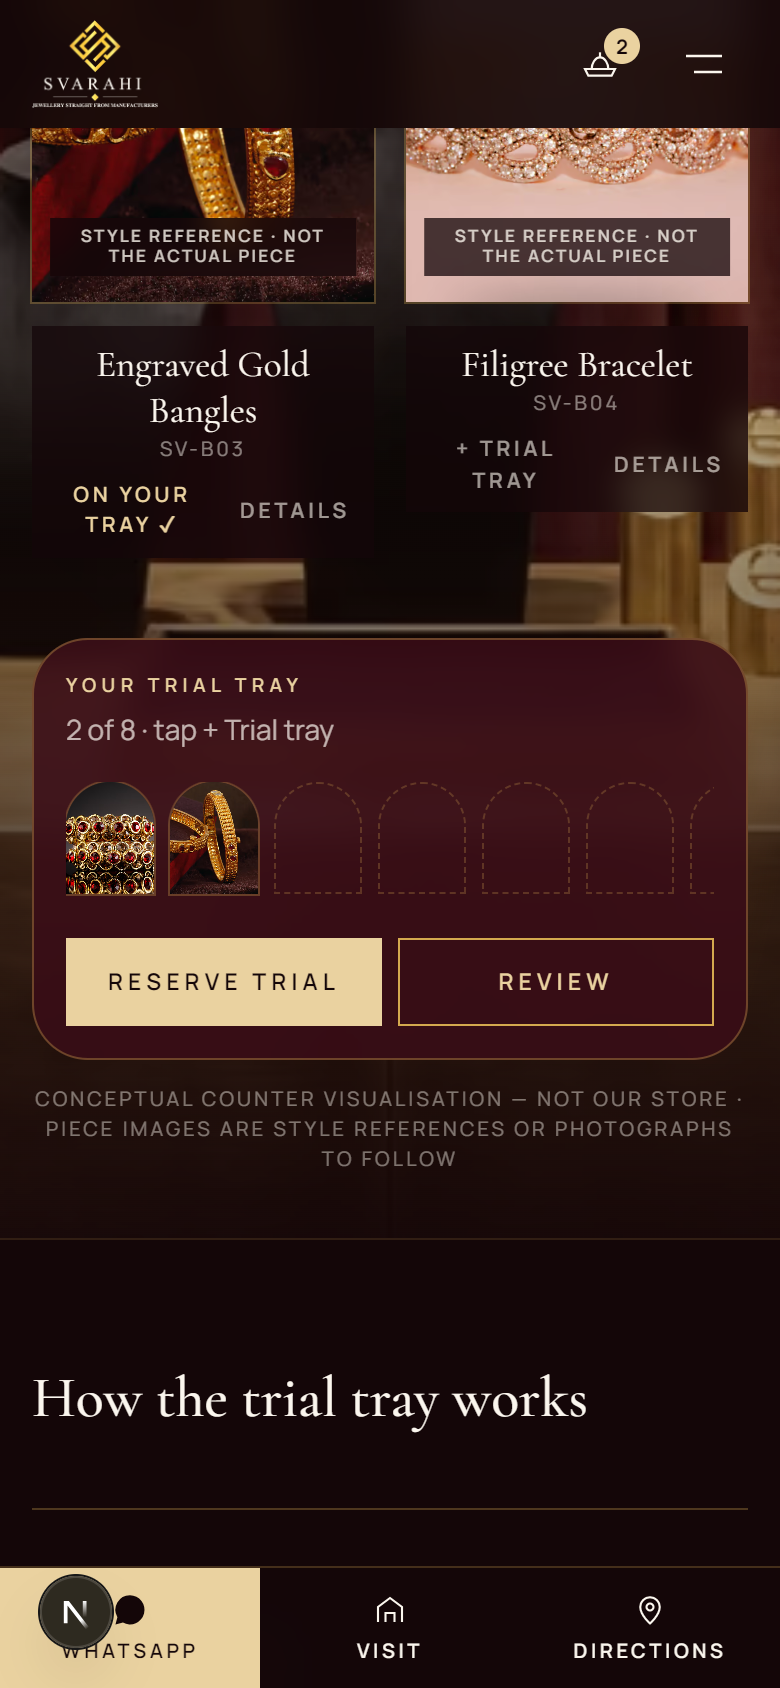 SVARAHI
JEWELLERY STRAIGHT FROM MANUFACTURERS
2
STYLE REFERENCE · NOT
THE ACTUAL PIECE
STYLE REFERENCE · NOT
THE ACTUAL PIECE
Engraved Gold
Bangles
SV-B03
ON YOUR
TRAY ✓
DETAILS
Filigree Bracelet
SV-B04
+ TRIAL
TRAY
DETAILS
YOUR TRIAL TRAY
2 of 8 · tap + Trial tray
RESERVE TRIAL
REVIEW
CONCEPTUAL COUNTER VISUALISATION — NOT OUR STORE ·
PIECE IMAGES ARE STYLE REFERENCES OR PHOTOGRAPHS
TO FOLLOW
How the trial tray works
N
WHATSAPP
VISIT
DIRECTIONS